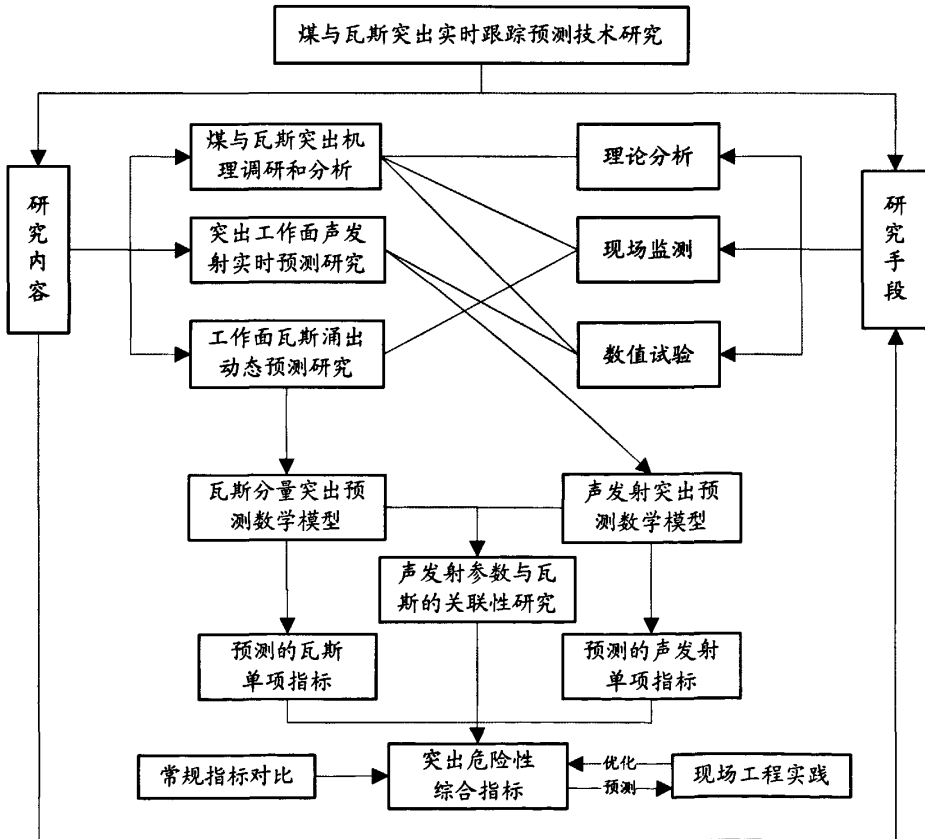 煤与瓦斯突出实时跟踪预测技术研究
研究内容
煤与瓦斯突出机
理调研和分析
理论分析
研究手段
突出工作面声发
射实时预测研究
现场监测
工作面瓦斯涌出
动态预测研究
数值试验
瓦斯分量突出预
测数学模型
声发射突出预
测数学模型
声发射参数与瓦
斯的关联性研究
预测的瓦斯
单项指标
预测的声发射
单项指标
常规指标对比
突出危险性
综合指标
优化
预测
现场工程实践